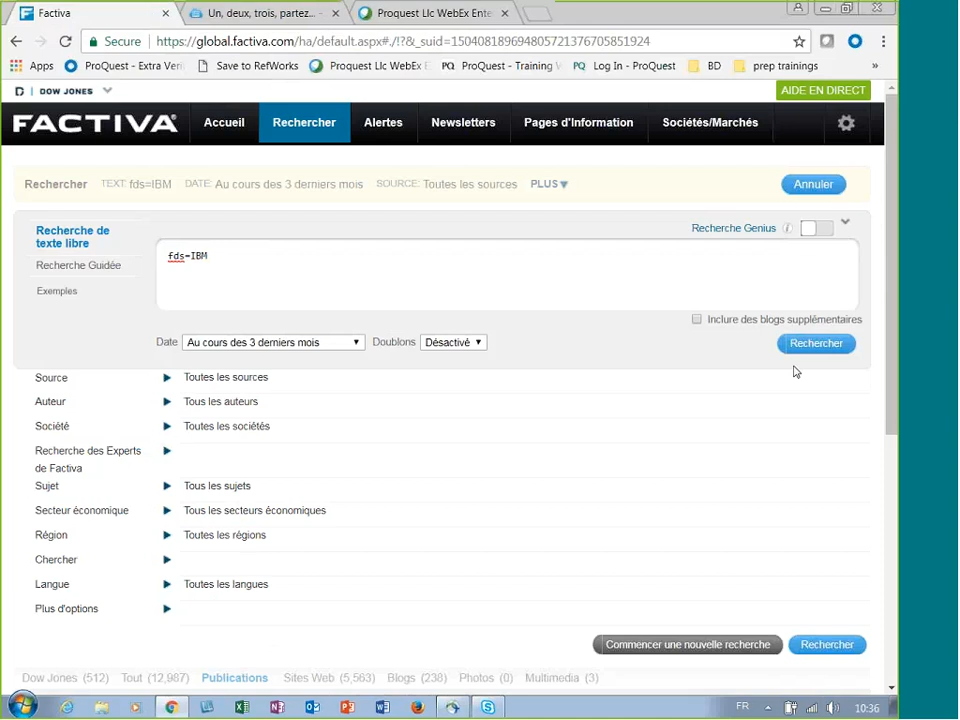 Factiva
Un, deux, trois, partez... -
Proquest Llc WebEx Ente
Secure | https://global.factiva.com/ha/default.aspx#./!?&_suid=150408189694805721376705851924
Apps
ProQuest - Extra Veri
Save to RefWorks
Proquest Llc WebEx E
PQ ProQuest - Training
PQ Log In - ProQuest
BD
prep trainings
»
D | DOW JONES
AIDE EN DIRECT
FACTIVA
Accueil
Rechercher
Alertes
Newsletters
Pages d'Information
Sociétés/Marchés
Rechercher TEXT: fds=IBM DATE: Au cours des 3 derniers mois SOURCE: Toutes les sources PLUS▼
Annuler
Recherche de
texte libre
Recherche Guidée
Exemples
Recherche Genius i
fds=IBM
Inclure des blogs supplémentaires
Date Au cours des 3 derniers mois
Doublons Désactivé
Rechercher
Source Toutes les sources
Auteur Tous les auteurs
Société Toutes les sociétés
Recherche des Experts
de Factiva
Sujet Tous les sujets
Secteur économique Tous les secteurs économiques
Région Toutes les régions
Chercher
Langue Toutes les langues
Plus d'options
Commencer une nouvelle recherche
Rechercher
Dow Jones (512) Tout (12,987) Publications Sites Web (5,563) Blogs (238) Photos (0) Multimedia (3)
FR
10:36